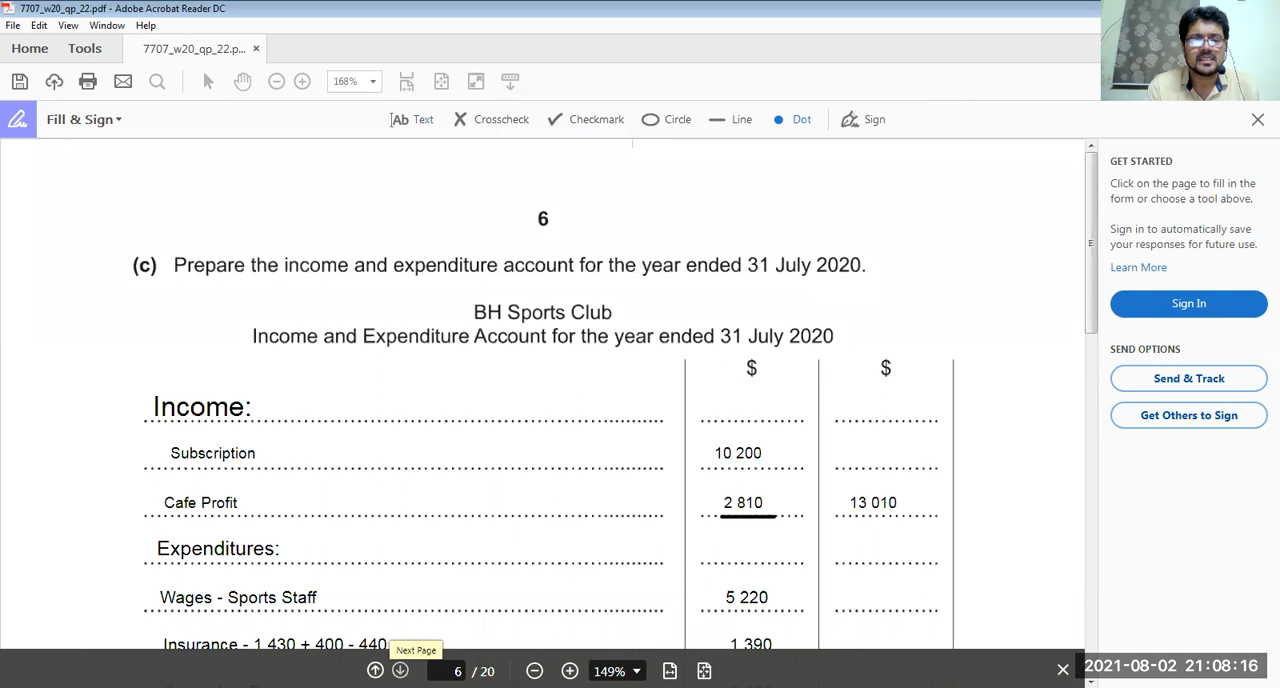 7707_w20_qp_22.pdf - Adobe Acrobat Reader DC
File Edit View Window Help
Home Tools 7707_w20_qp_22.p... ×
168%
Fill & Sign
Ab Text Crosscheck Checkmark Circle Line Dot Sign
6
(c) Prepare the income and expenditure account for the year ended 31 July 2020.
BH Sports Club
Income and Expenditure Account for the year ended 31 July 2020
$ $
Income:
Subscription 10 200
Cafe Profit 2 810 13 010
Expenditures:
Wages - Sports Staff 5 220
Insurance - 1 430 + 400 - 440 1 390
Next Page
6 / 20 149%
GET STARTED
Click on the page to fill in the
form or choose a tool above.
Sign in to automatically save
your responses for future use.
Learn More
Sign In
SEND OPTIONS
Send & Track
Get Others to Sign
2021-08-02 21:08:16